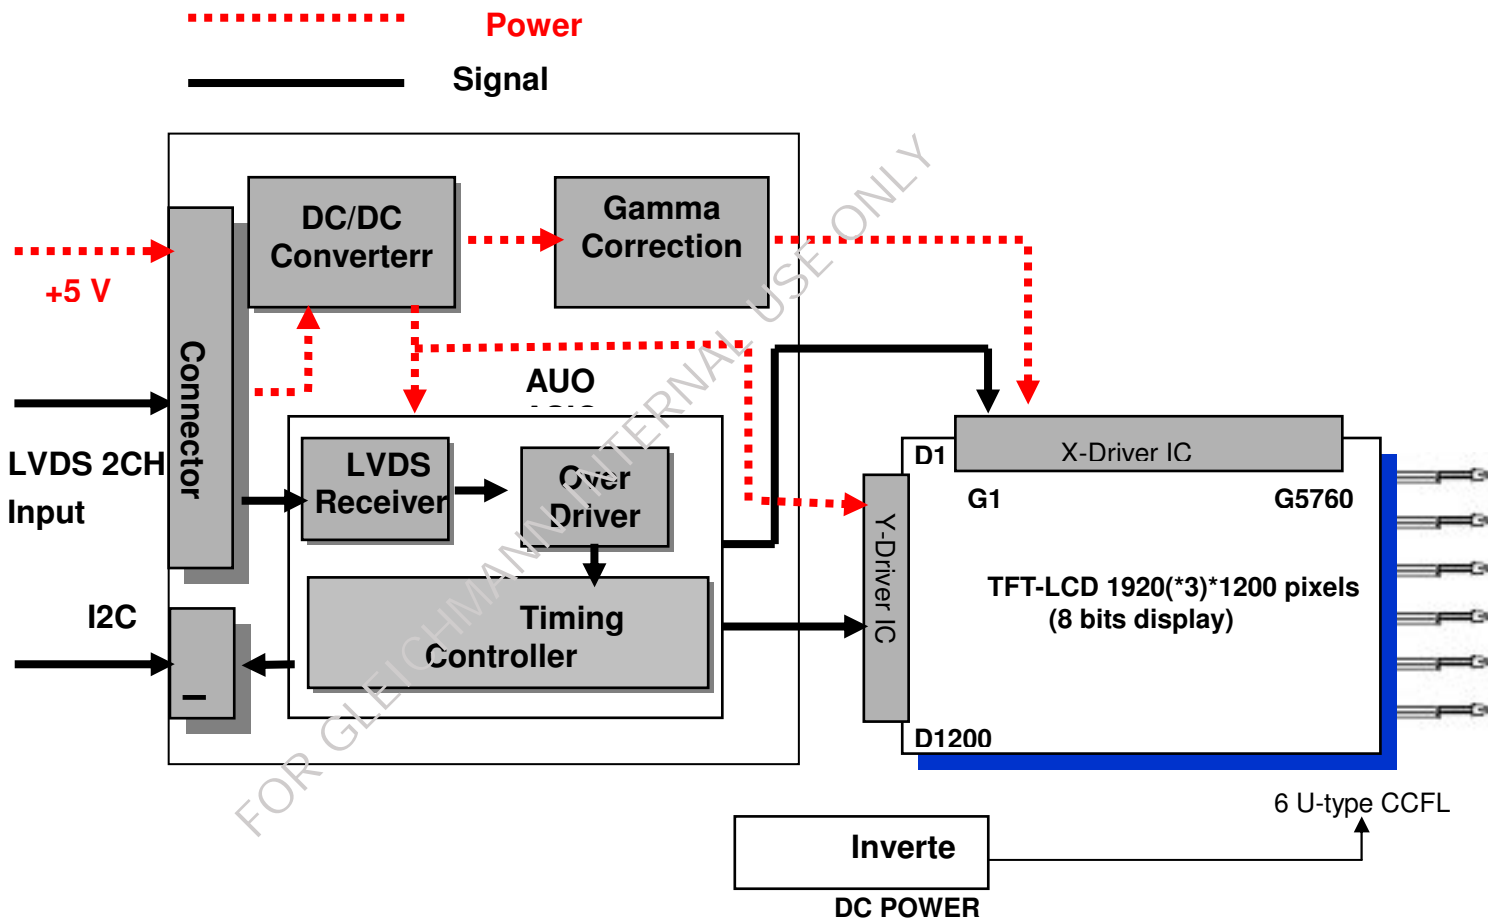 Power
Signal
DC/DC
Converterr
Gamma
Correction
+5 V
Connector
AUO
LVDS 2CH
Input
LVDS
Receiver
Over
Driver
I2C
Timing
Controller
D1
X-Driver IC
G1
G5760
Y-Driver IC
TFT-LCD 1920(*3)*1200 pixels
(8 bits display)
D1200
6 U-type CCFL
Inverte
DC POWER
FOR GLEICHMANN INTERNAL USE ONLY